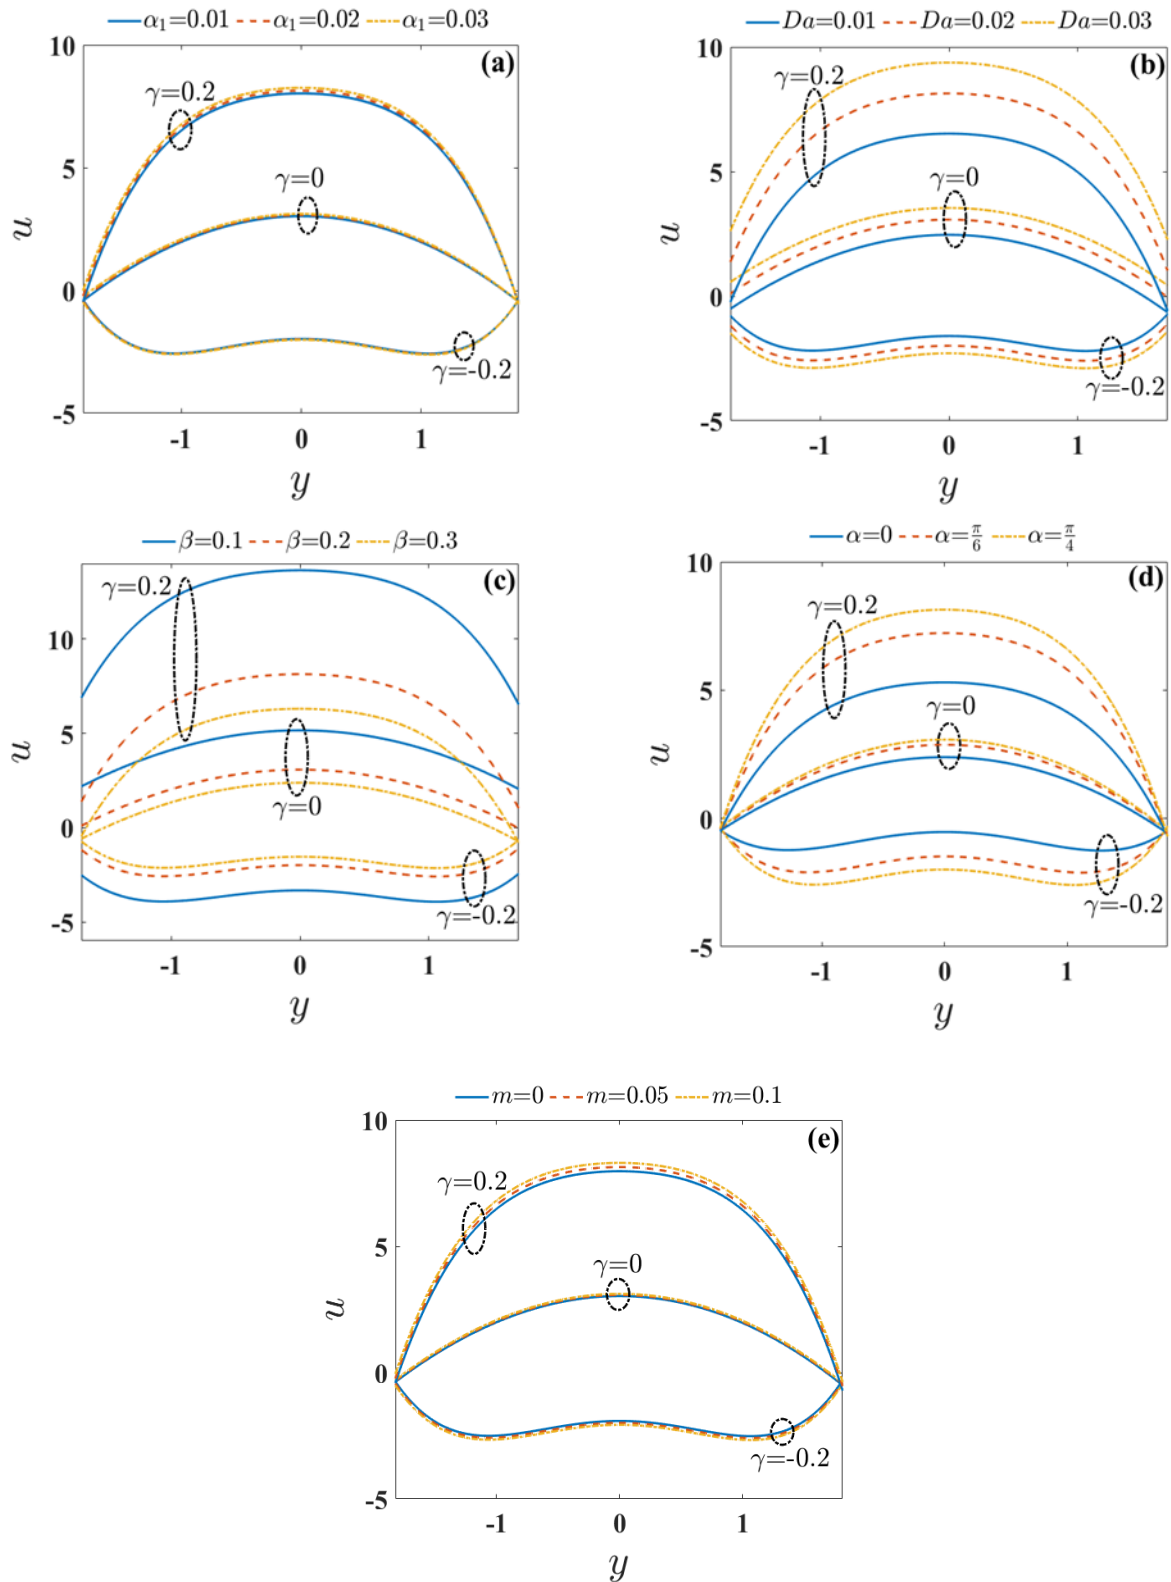 α₁=0.01 α₁=0.02 α₁=0.03
(a)
10
5
0
-5
γ=0.2
γ=0
γ=-0.2
u
-1 0 1
y
Da=0.01 Da=0.02 Da=0.03
(b)
10
5
0
-5
γ=0.2
γ=0
γ=-0.2
u
-1 0 1
y
β=0.1 β=0.2 β=0.3
(c)
10
5
0
-5
γ=0.2
γ=0
γ=-0.2
u
-1 0 1
y
α=0 α=π/6 α=π/4
(d)
10
5
0
-5
γ=0.2
γ=0
γ=-0.2
u
-1 0 1
y
m=0 m=0.05 m=0.1
(e)
10
5
0
-5
γ=0.2
γ=0
γ=-0.2
u
-1 0 1
y